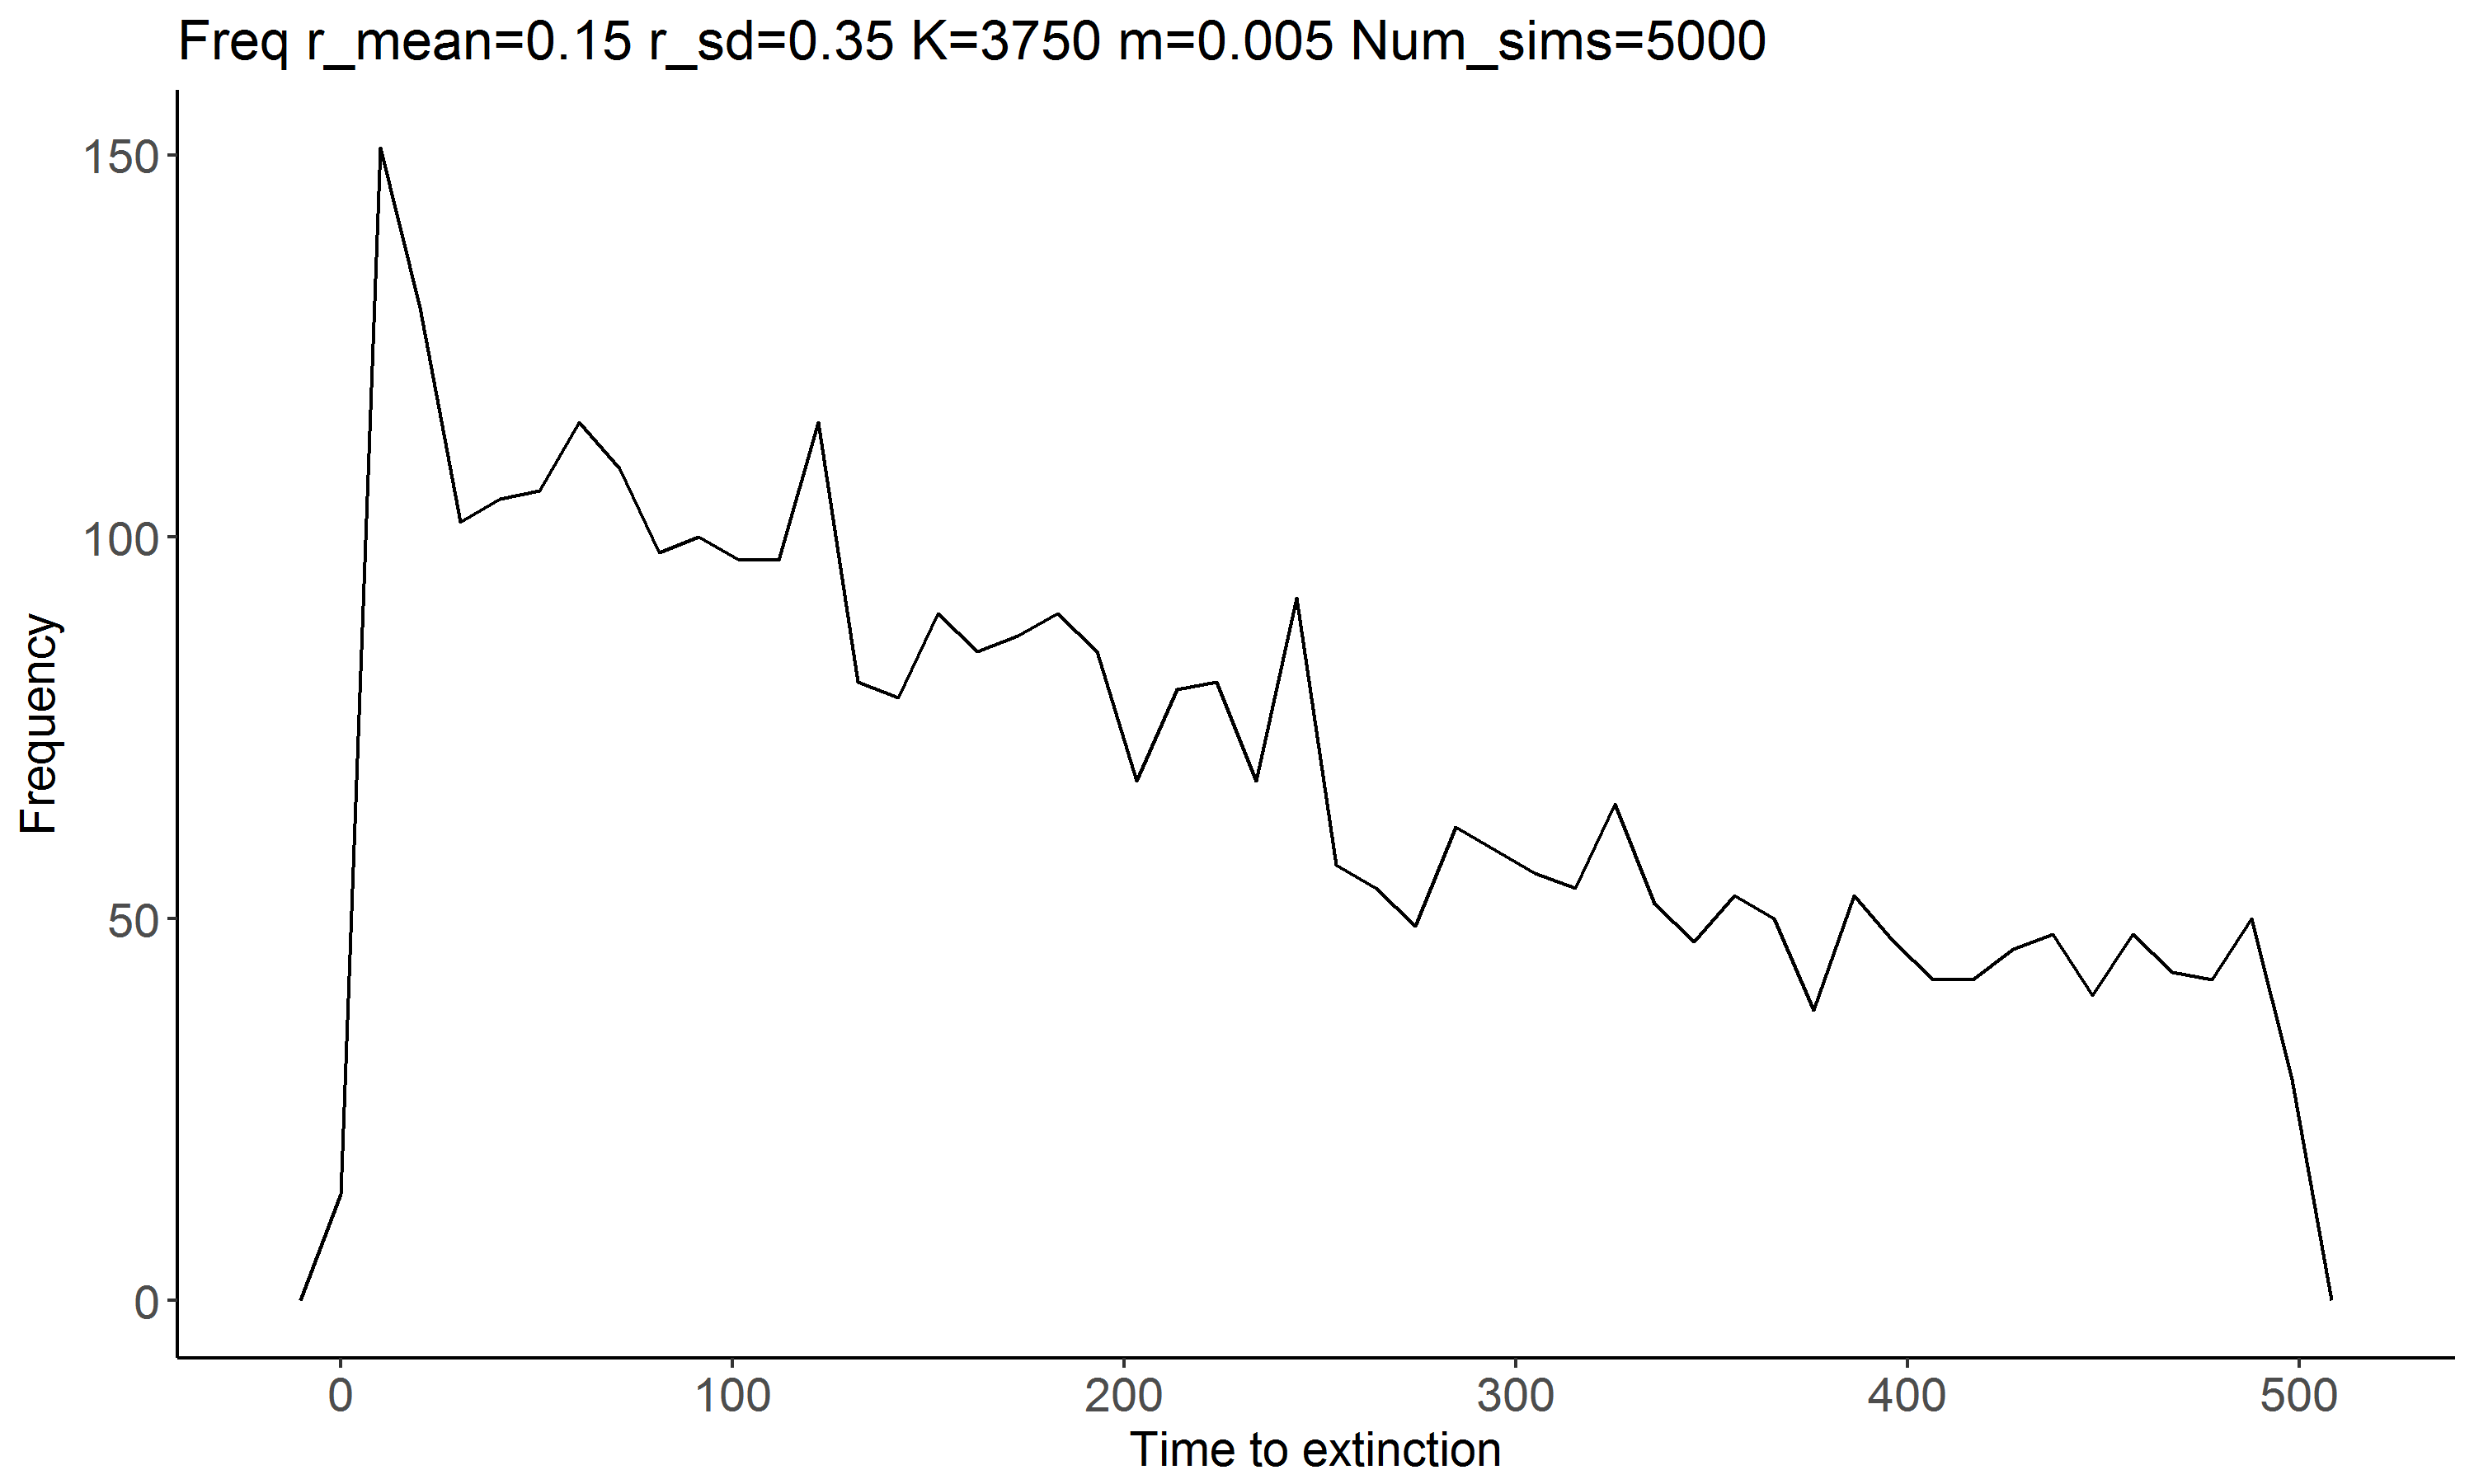 Freq r_mean=0.15 r_sd=0.35 K=3750 m=0.005 Num_sims=5000
150
100
50
0
Frequency
0 100 200 300 400 500
Time to extinction